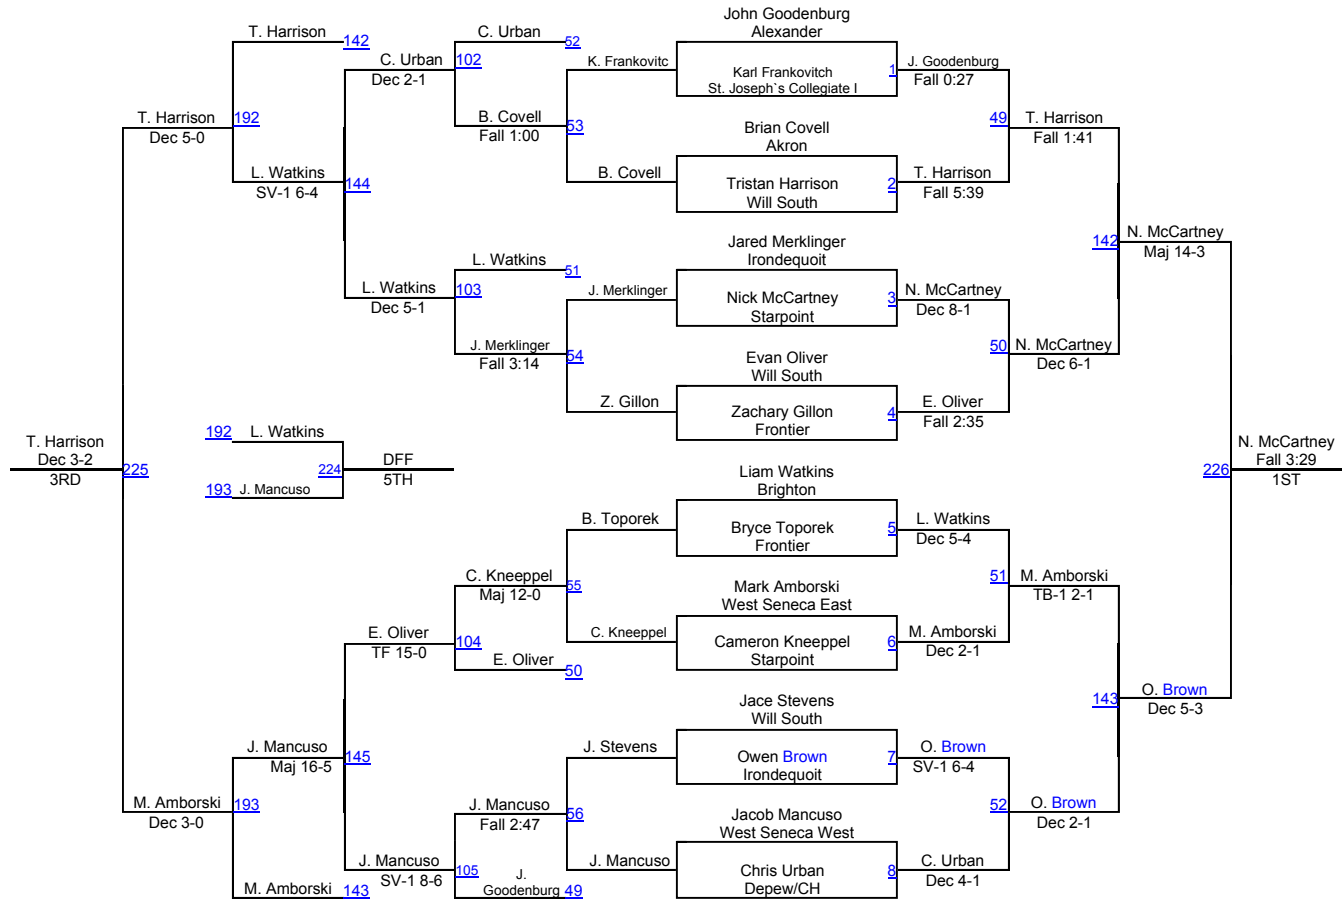 John Goodenburg
Alexander
T. Harrison
142
C. Urban
52
C. Urban
102
Dec 2-1
K. Frankovitc
Karl Frankovitch
St. Joseph`s Collegiate I
1
J. Goodenburg
Fall 0:27
T. Harrison
Dec 5-0
192
B. Covell
Fall 1:00
53
Brian Covell
Akron
49
T. Harrison
Fall 1:41
L. Watkins
SV-1 6-4
144
B. Covell
Tristan Harrison
Will South
2
T. Harrison
Fall 5:39
Jared Merklinger
Irondequoit
142
N. McCartney
Maj 14-3
L. Watkins
51
L. Watkins
Dec 5-1
103
J. Merklinger
Nick McCartney
Starpoint
3
N. McCartney
Dec 8-1
J. Merklinger
Fall 3:14
54
Evan Oliver
Will South
50
N. McCartney
Dec 6-1
Z. Gillon
Zachary Gillon
Frontier
4
E. Oliver
Fall 2:35
T. Harrison
Dec 3-2
3RD
225
192
L. Watkins
193
J. Mancuso
224
DFF
5TH
226
N. McCartney
Fall 3:29
1ST
Liam Watkins
Brighton
B. Toporek
Bryce Toporek
Frontier
5
L. Watkins
Dec 5-4
C. Kneeppel
Maj 12-0
55
Mark Amborski
West Seneca East
51
M. Amborski
TB-1 2-1
E. Oliver
TF 15-0
104
C. Kneeppel
Cameron Kneeppel
Starpoint
6
M. Amborski
Dec 2-1
E. Oliver
50
Jace Stevens
Will South
143
O. Brown
Dec 5-3
J. Mancuso
Maj 16-5
145
J. Stevens
Owen Brown
Irondequoit
7
O. Brown
SV-1 6-4
M. Amborski
Dec 3-0
193
J. Mancuso
Fall 2:47
56
Jacob Mancuso
West Seneca West
52
O. Brown
Dec 2-1
J. Mancuso
SV-1 8-6
105
J. Mancuso
Chris Urban
Depew/CH
8
C. Urban
Dec 4-1
M. Amborski
143
J.
Goodenburg
49